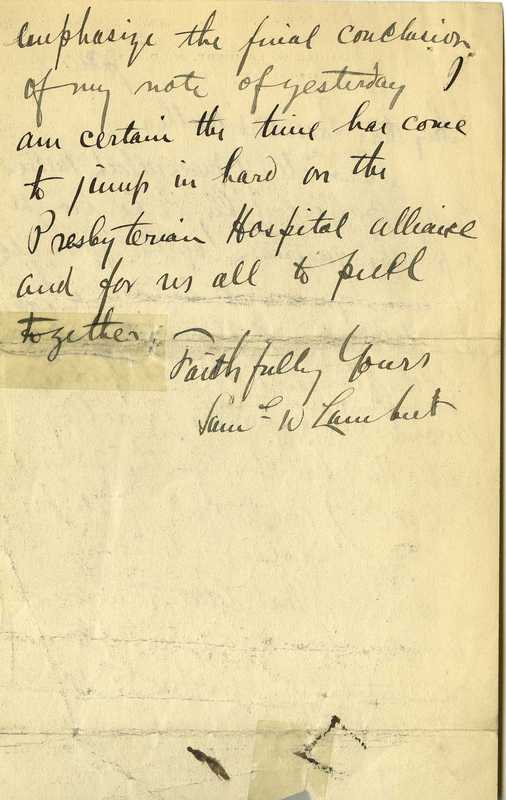 emphasize the final conclusion
of my note of yesterday I
am certain the time has come
to jump in hard on the
Presbyterian Hospital alliance
and for us all to pull
together.
Faithfully Yours
Saml W Lambert